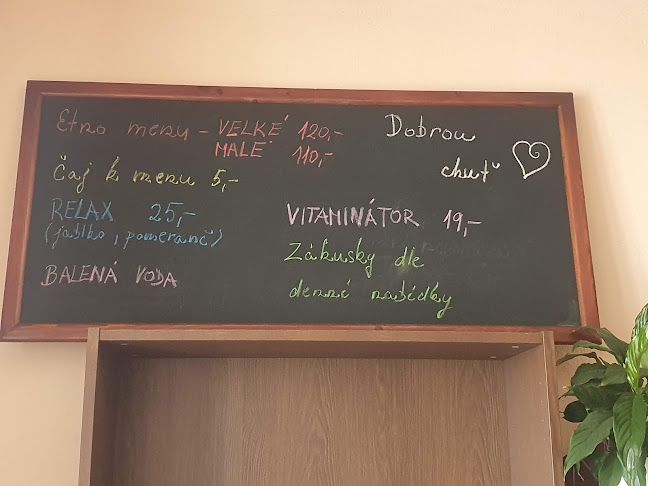 Etno menu - VELKÉ 120,-
MALÉ 110,-
Čaj k menu 5,-
RELAX 25,-
(jablko, pomeranč)
BALENÁ VODA
Dobrou
chuť
VITAMINÁTOR 19,-
Zákusky dle
denní nabídky